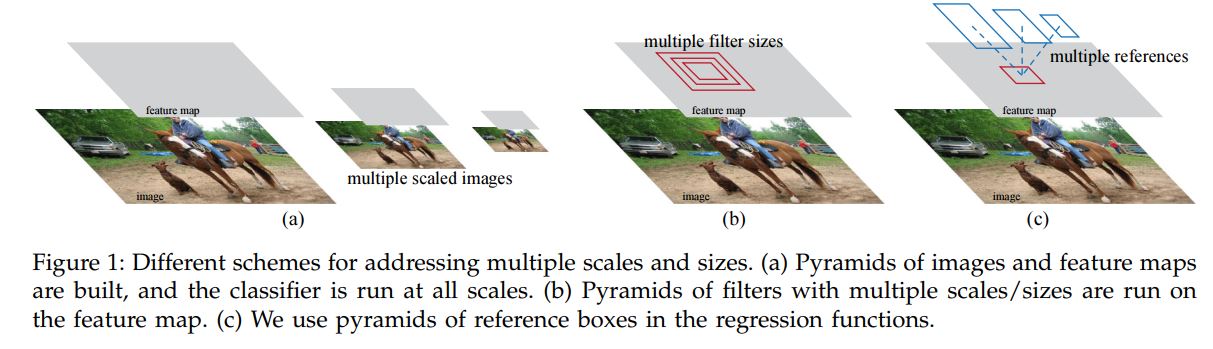 multiple filter sizes
multiple references
feature map
feature map
feature map
multiple scaled images
image
image
image
(a)
(b)
(c)
Figure 1: Different schemes for addressing multiple scales and sizes. (a) Pyramids of images and feature maps
are built, and the classifier is run at all scales. (b) Pyramids of filters with multiple scales/sizes are run on
the feature map. (c) We use pyramids of reference boxes in the regression functions.